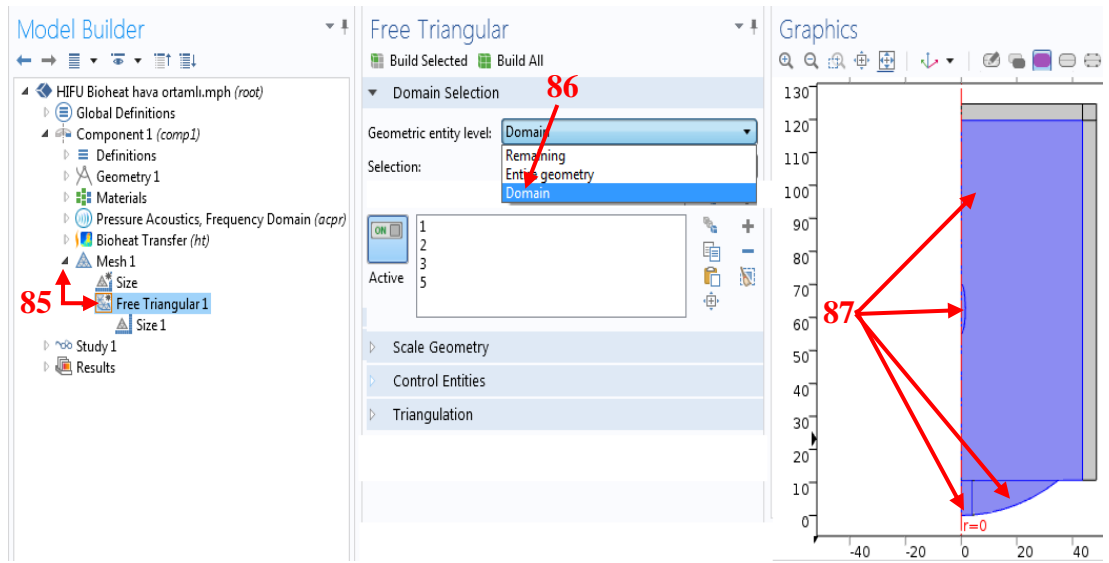 Model Builder
HIFU Bioheat hava ortamlı.mph (root)
Global Definitions
Component 1 (comp1)
Definitions
Geometry 1
Materials
Pressure Acoustics, Frequency Domain (acpr)
Bioheat Transfer (ht)
Mesh 1
Size
85
Free Triangular 1
Size 1
Study 1
Results
Free Triangular
Build Selected Build All
Domain Selection
86
Geometric entity level: Domain
Remaining
Selection:
Entire geometry
Domain
ON
Active
1
2
3
5
Scale Geometry
Control Entities
Triangulation
Graphics
130
120
110
100
90
80
70
60
87
50
40
30
20
10
0
r=0
-40 -20 0 20 40